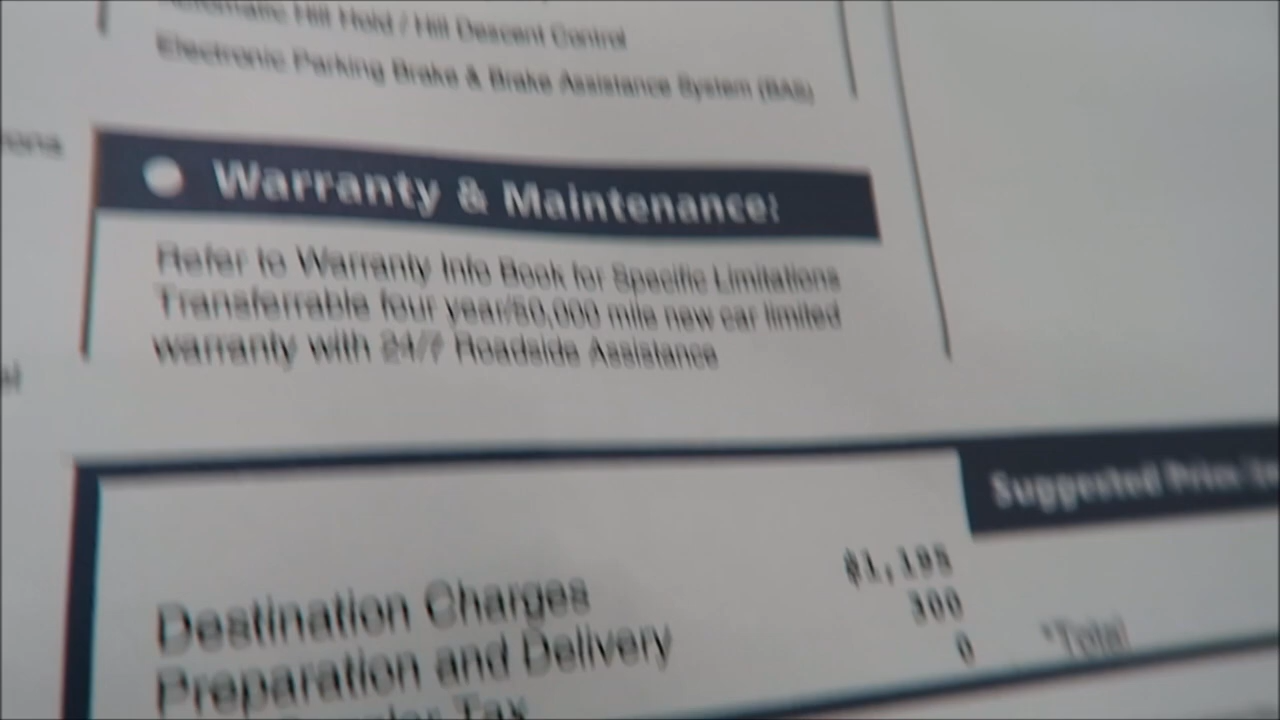 Automatic Hill Hold / Hill Descent Control
Electronic Parking Brake & Brake Assistance System (BAS)
Warranty & Maintenance:
Refer to Warranty Info Book for Specific Limitations
Transferrable four year/50,000 mile new car limited
warranty with 24/7 Roadside Assistance
Suggested Price
Destination Charges $1,195
Preparation and Delivery 300
Tax 0
*Total